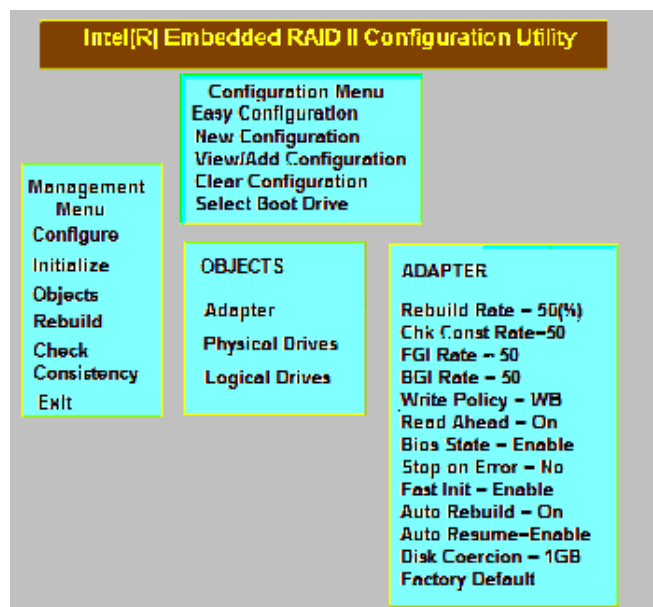 Intel(R) Embedded RAID II Configuration Utility
Configuration Menu
Easy Configuration
New Configuration
View/Add Configuration
Clear Configuration
Select Boot Drive
Management
Menu
Configure
Initialize
Objects
Rebuild
Check
Consistency
Exit
OBJECTS
Adapter
Physical Drives
Logical Drives
ADAPTER
Rebuild Rate – 50(%)
Chk Const Rate–50
FGI Rate – 50
BGI Rate – 50
Write Policy – WB
Read Ahead – On
Bios State – Enable
Stop on Error – No
Fast Init – Enable
Auto Rebuild – On
Auto Resume–Enable
Disk Coercion – 1GB
Factory Default